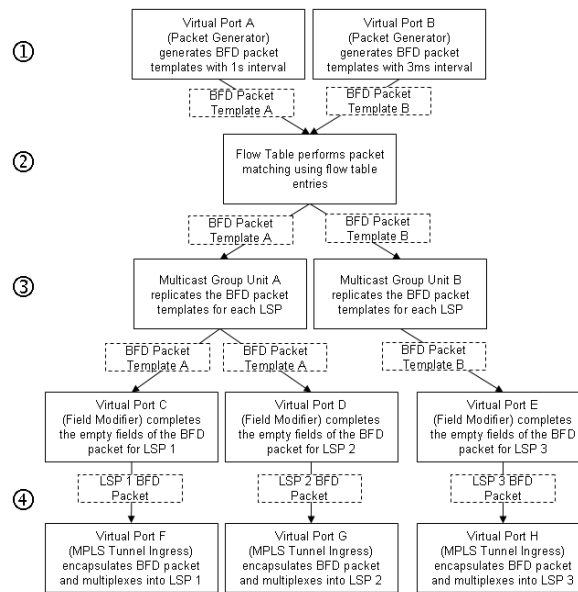 ①
Virtual Port A
(Packet Generator)
generates BFD packet
templates with 1s interval
Virtual Port B
(Packet Generator)
generates BFD packet
templates with 3ms interval
BFD Packet
Template A
BFD Packet
Template B
②
Flow Table performs packet
matching using flow table
entries
BFD Packet
Template A
BFD Packet
Template B
③
Multicast Group Unit A
replicates the BFD packet
templates for each LSP
Multicast Group Unit B
replicates the BFD packet
templates for each LSP
BFD Packet
Template A
BFD Packet
Template A
BFD Packet
Template B
Virtual Port C
(Field Modifier) completes
the empty fields of the BFD
packet for LSP 1
Virtual Port D
(Field Modifier) completes
the empty fields of the BFD
packet for LSP 2
Virtual Port E
(Field Modifier) completes
the empty fields of the BFD
packet for LSP 3
④
LSP 1 BFD
Packet
LSP 2 BFD
Packet
LSP 3 BFD
Packet
Virtual Port F
(MPLS Tunnel Ingress)
encapsulates BFD packet
and multiplexes into LSP 1
Virtual Port G
(MPLS Tunnel Ingress)
encapsulates BFD packet
and multiplexes into LSP 2
Virtual Port H
(MPLS Tunnel Ingress)
encapsulates BFD packet
and multiplexes into LSP 3